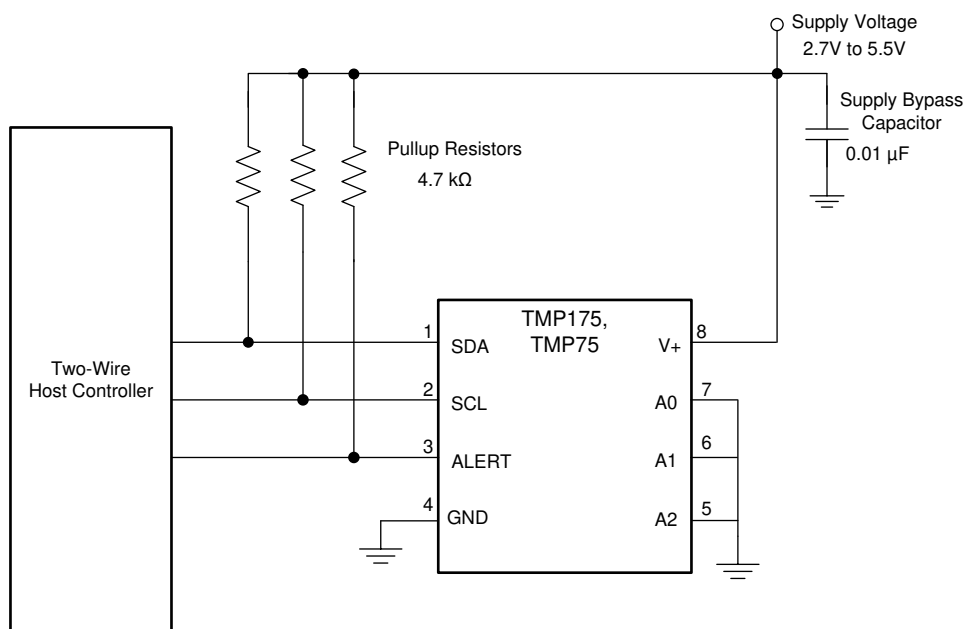 Supply Voltage
2.7V to 5.5V
Supply Bypass
Capacitor
0.01 µF
Pullup Resistors
4.7 kΩ
Two-Wire
Host Controller
TMP175,
TMP75
1
SDA
V+
8
2
SCL
A0
7
3
ALERT
A1
6
4
GND
A2
5